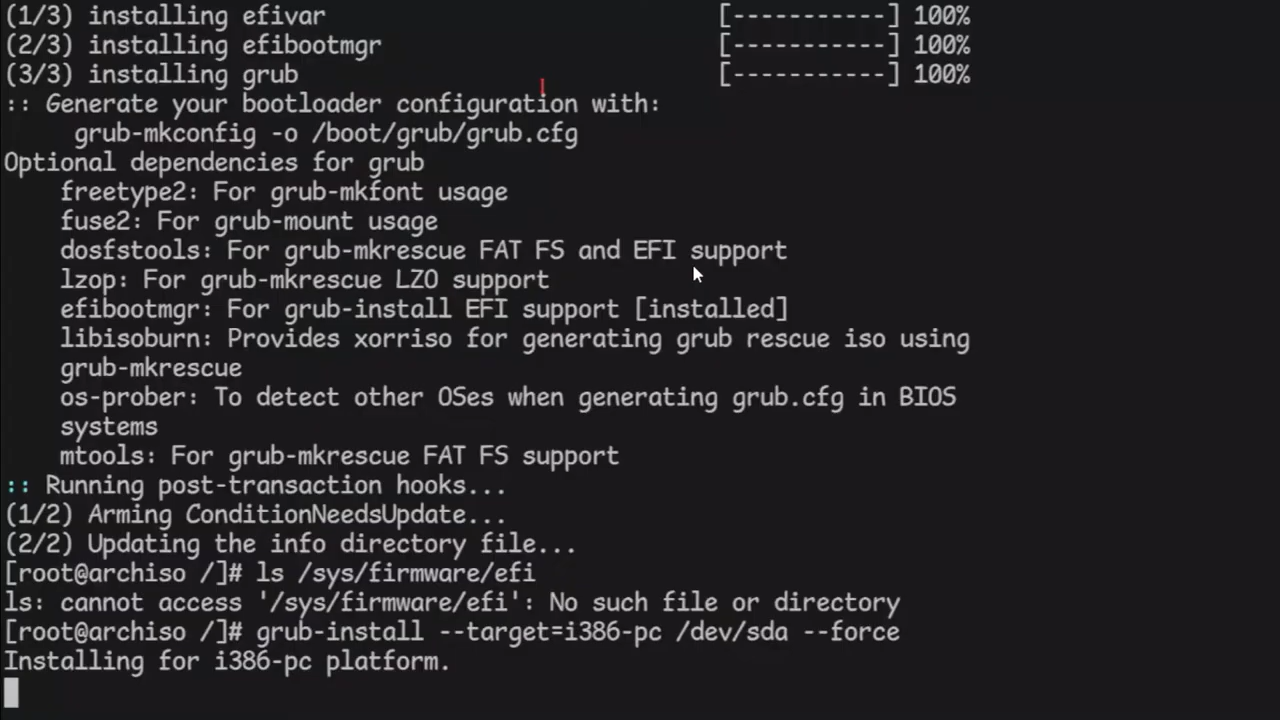 (1/3) installing efivar [-----------] 100%
(2/3) installing efibootmgr [-----------] 100%
(3/3) installing grub [-----------] 100%
:: Generate your bootloader configuration with:
grub-mkconfig -o /boot/grub/grub.cfg
Optional dependencies for grub
freetype2: For grub-mkfont usage
fuse2: For grub-mount usage
dosfstools: For grub-mkrescue FAT FS and EFI support
lzop: For grub-mkrescue LZO support
efibootmgr: For grub-install EFI support [installed]
libisoburn: Provides xorriso for generating grub rescue iso using
grub-mkrescue
os-prober: To detect other OSes when generating grub.cfg in BIOS
systems
mtools: For grub-mkrescue FAT FS support
:: Running post-transaction hooks...
(1/2) Arming ConditionNeedsUpdate...
(2/2) Updating the info directory file...
[root@archiso /]# ls /sys/firmware/efi
ls: cannot access '/sys/firmware/efi': No such file or directory
[root@archiso /]# grub-install --target=i386-pc /dev/sda --force
Installing for i386-pc platform.